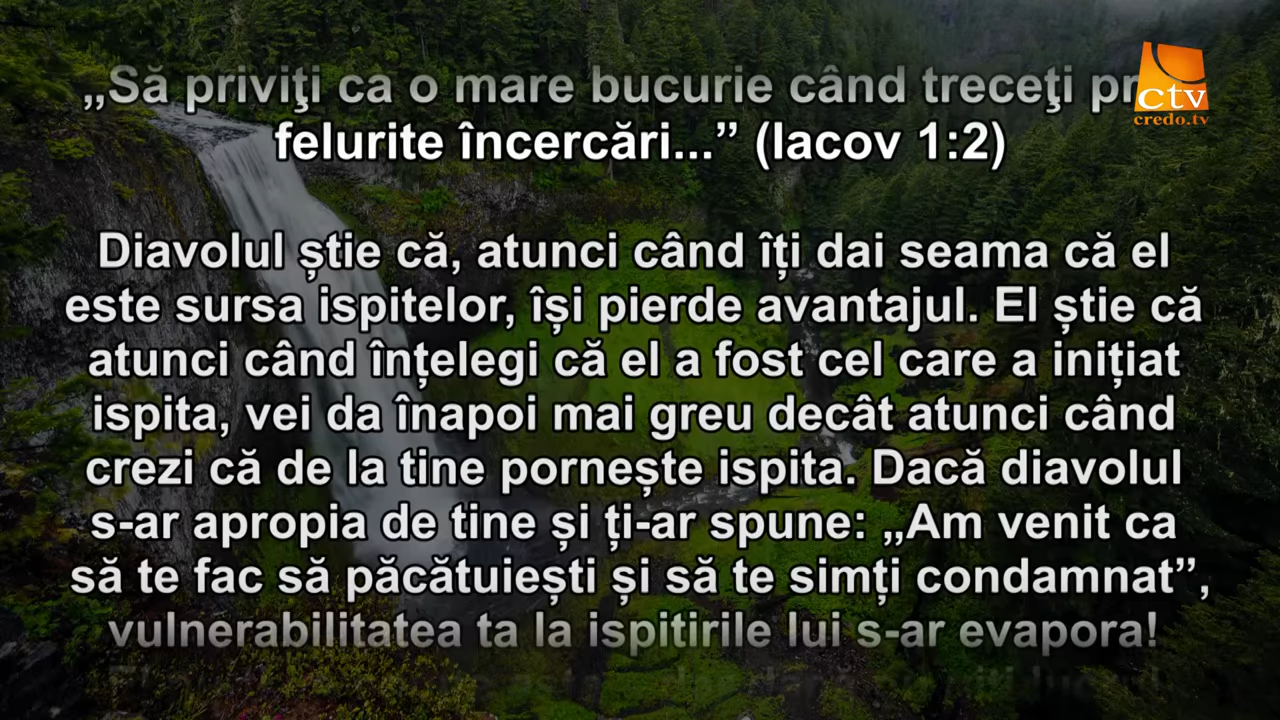 „Să priviţi ca o mare bucurie când treceţi
felurite încercări...” (Iacov 1:2)
Diavolul știe că, atunci când îți dai seama că el
este sursa ispitelor, își pierde avantajul. El știe că
atunci când înțelegi că el a fost cel care a inițiat
ispita, vei da înapoi mai greu decât atunci când
crezi că de la tine pornește ispita. Dacă diavolul
s-ar apropia de tine și ți-ar spune: „Am venit ca
să te fac să păcătuiești și să te simți condamnat”,
vulnerabilitatea ta la ispitirile lui s-ar evapora!
ctv
credo.tv